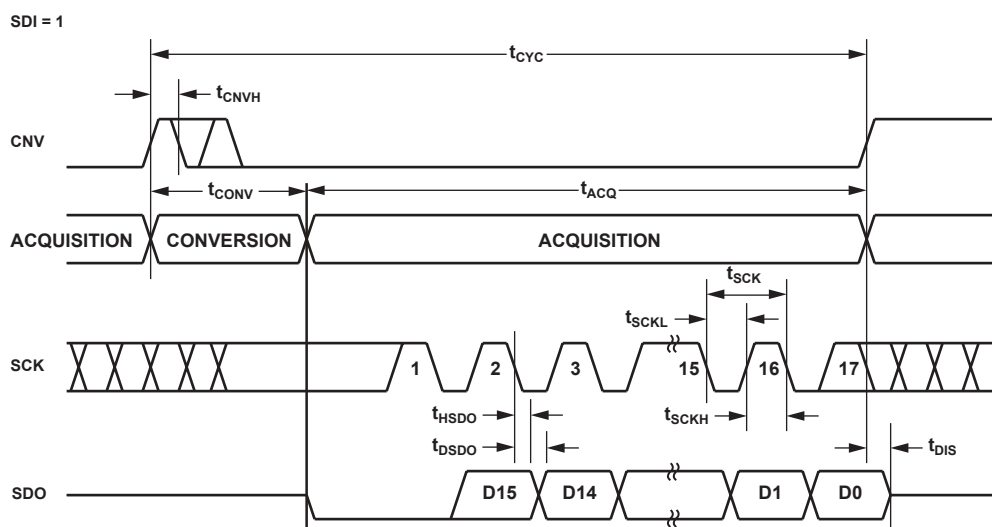 SDI = 1
tCYC
tCNVH
CNV
tCONV
tACQ
ACQUISITION
CONVERSION
ACQUISITION
tSCK
tSCKL
SCK
1
2
3
15
16
17
tHSDO
tSCKH
tDSDO
tDIS
SDO
D15
D14
D1
D0